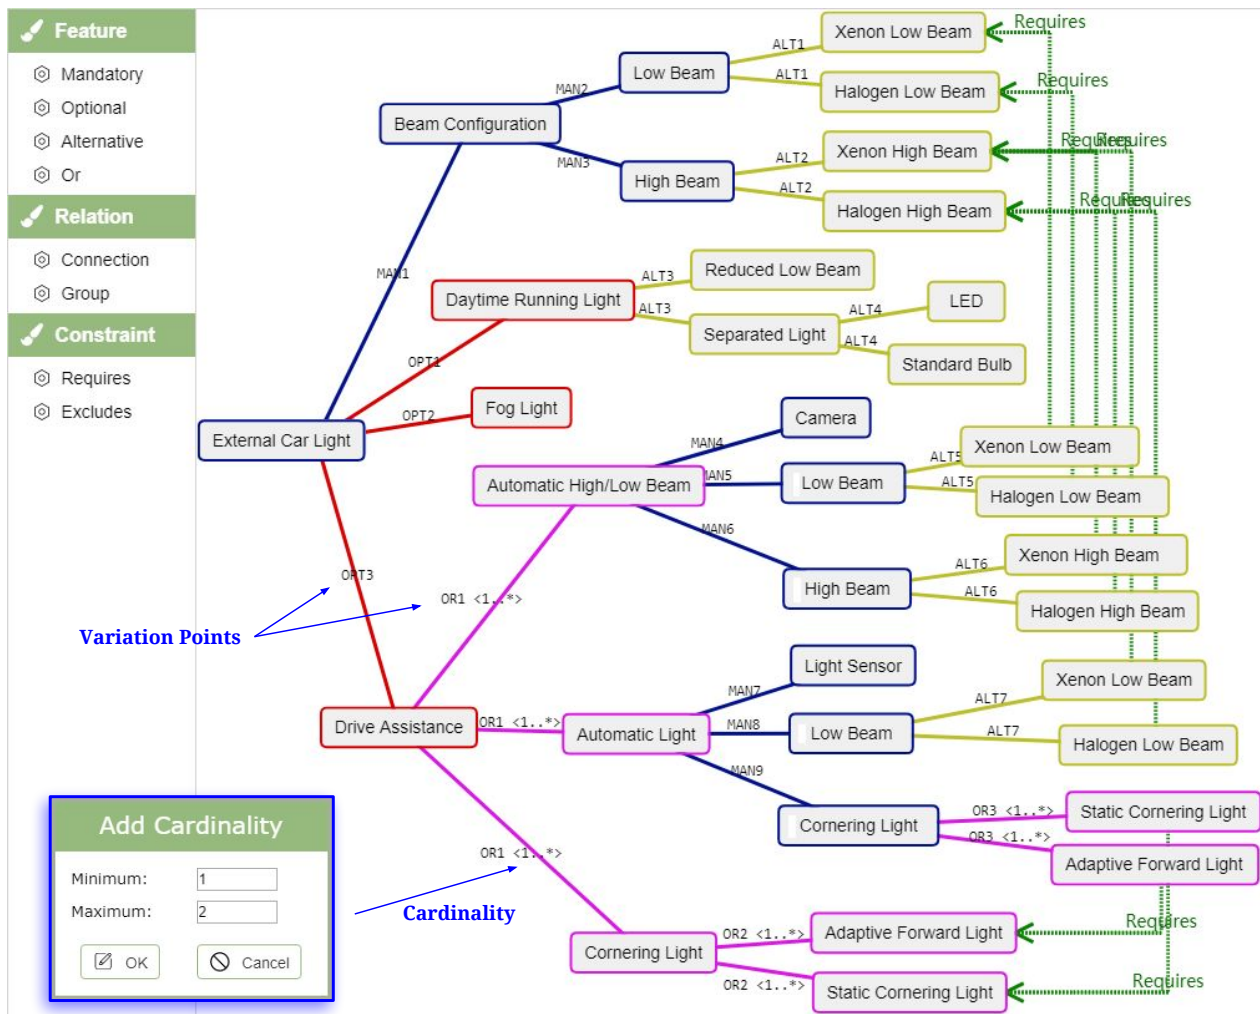 Feature
Mandatory
Optional
Alternative
Or
Relation
Connection
Group
Constraint
Requires
Excludes
External Car Light
MAN1
Beam Configuration
MAN2
Low Beam
ALT1
Xenon Low Beam
ALT1
Halogen Low Beam
MAN3
High Beam
ALT2
Xenon High Beam
ALT2
Halogen High Beam
Requires
Requires
Requires
Requires
Requires
Requires
OPT1
Daytime Running Light
ALT3
Reduced Low Beam
ALT3
Separated Light
ALT4
LED
ALT4
Standard Bulb
OPT2
Fog Light
OPT3
Drive Assistance
OR1 <1..*>
Automatic High/Low Beam
MAN4
Camera
MAN5
Low Beam
ALT5
Xenon Low Beam
ALT5
Halogen Low Beam
MAN6
High Beam
ALT6
Xenon High Beam
ALT6
Halogen High Beam
Variation Points
OR1 <1..*>
Automatic Light
MAN7
Light Sensor
MAN8
Low Beam
ALT7
Xenon Low Beam
ALT7
Halogen Low Beam
MAN9
Cornering Light
OR3 <1..*>
Static Cornering Light
OR3 <1..*>
Adaptive Forward Light
OR1 <1..*>
Cardinality
Cornering Light
OR2 <1..*>
Adaptive Forward Light
Requires
OR2 <1..*>
Static Cornering Light
Requires
Add Cardinality
Minimum: 1
Maximum: 2
OK Cancel